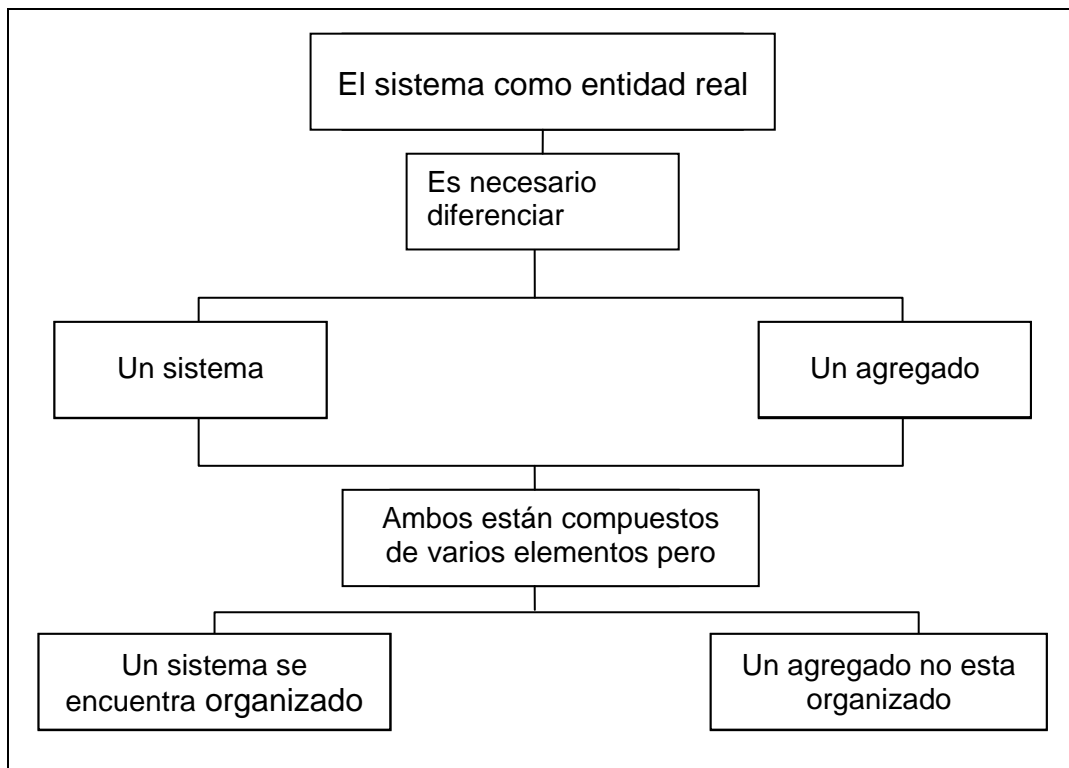 El sistema como entidad real
Es necesario
diferenciar
Un sistema
Un agregado
Ambos están compuestos
de varios elementos pero
Un sistema se
encuentra organizado
Un agregado no esta
organizado